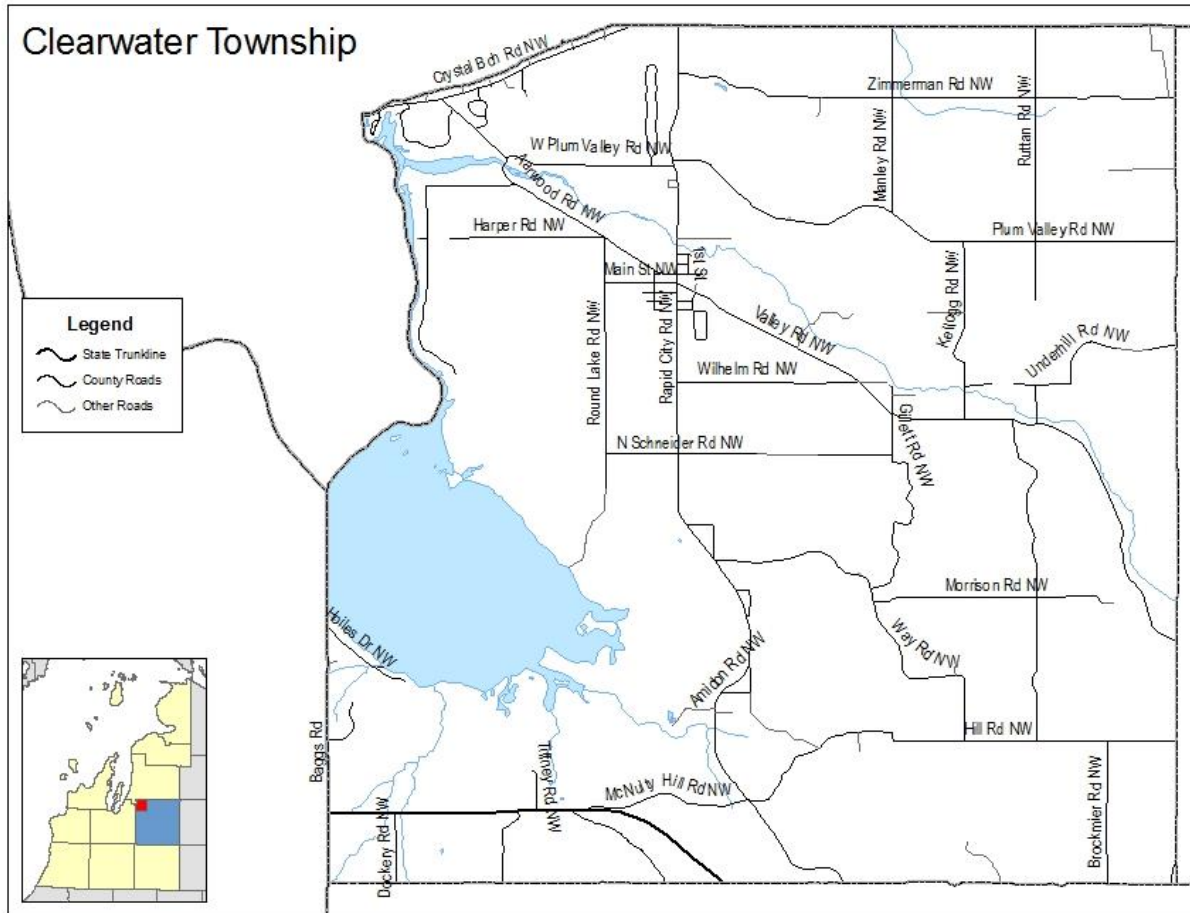 Clearwater Township
Crystal Bch Rd NW
Zimmerman Rd NW
Manley Rd NW
Ruttan Rd NW
W Plum Valley Rd NW
Aarwood Rd NW
Harper Rd NW
Plum Valley Rd NW
Main St NW
1st St
Kellogg Rd NW
Round Lake Rd NW
Rapid City Rd NW
Valley Rd NW
Underhill Rd NW
Wilhelm Rd NW
Gillett Rd NW
N Schneider Rd NW
Legend
State Trunkline
County Roads
Other Roads
Morrison Rd NW
Way Rd NW
Hoiles Dr NW
Amidon Rd NW
Hill Rd NW
Baggs Rd
Tiffney Rd NW
McNulty Hill Rd NW
Dockery Rd NW
Brockmier Rd NW